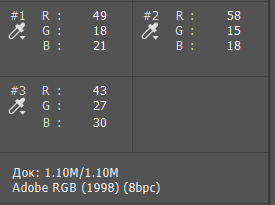 #1 R : 49 #2 R : 58
G : 18 G : 15
B : 21 B : 18
#3 R : 43
G : 27
B : 30
Док: 1.10M/1.10M
Adobe RGB (1998) (8bpc)